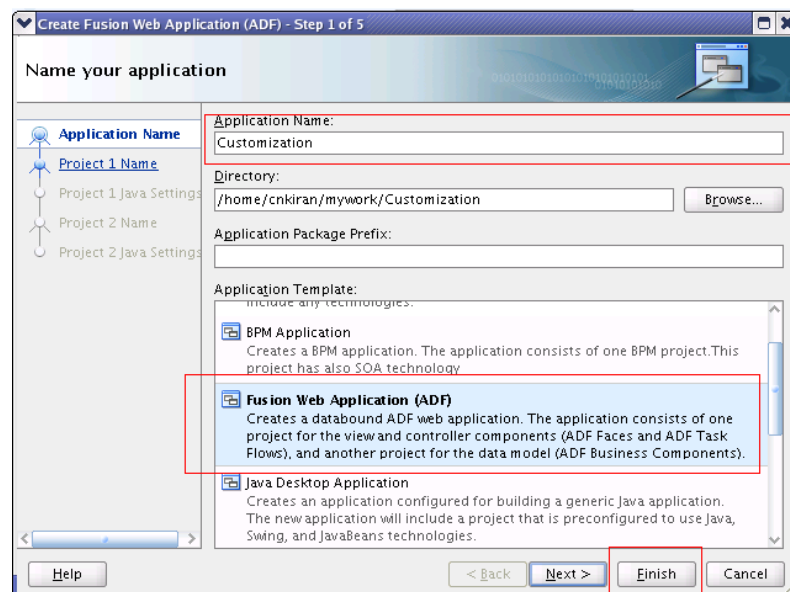 Create Fusion Web Application (ADF) - Step 1 of 5
Name your application
Application Name
Project 1 Name
Project 1 Java Settings
Project 2 Name
Project 2 Java Settings
Application Name:
Customization
Directory:
/home/cnkiran/mywork/Customization
Browse...
Application Package Prefix:
Application Template:
include any technologies.
BPM Application
Creates a BPM application. The application consists of one BPM project.This
project has also SOA technology
Fusion Web Application (ADF)
Creates a databound ADF web application. The application consists of one
project for the view and controller components (ADF Faces and ADF Task
Flows), and another project for the data model (ADF Business Components).
Java Desktop Application
Creates an application configured for building a generic Java application.
The new application will include a project that is preconfigured to use Java,
Swing, and JavaBeans technologies.
Help
< Back
Next >
Finish
Cancel